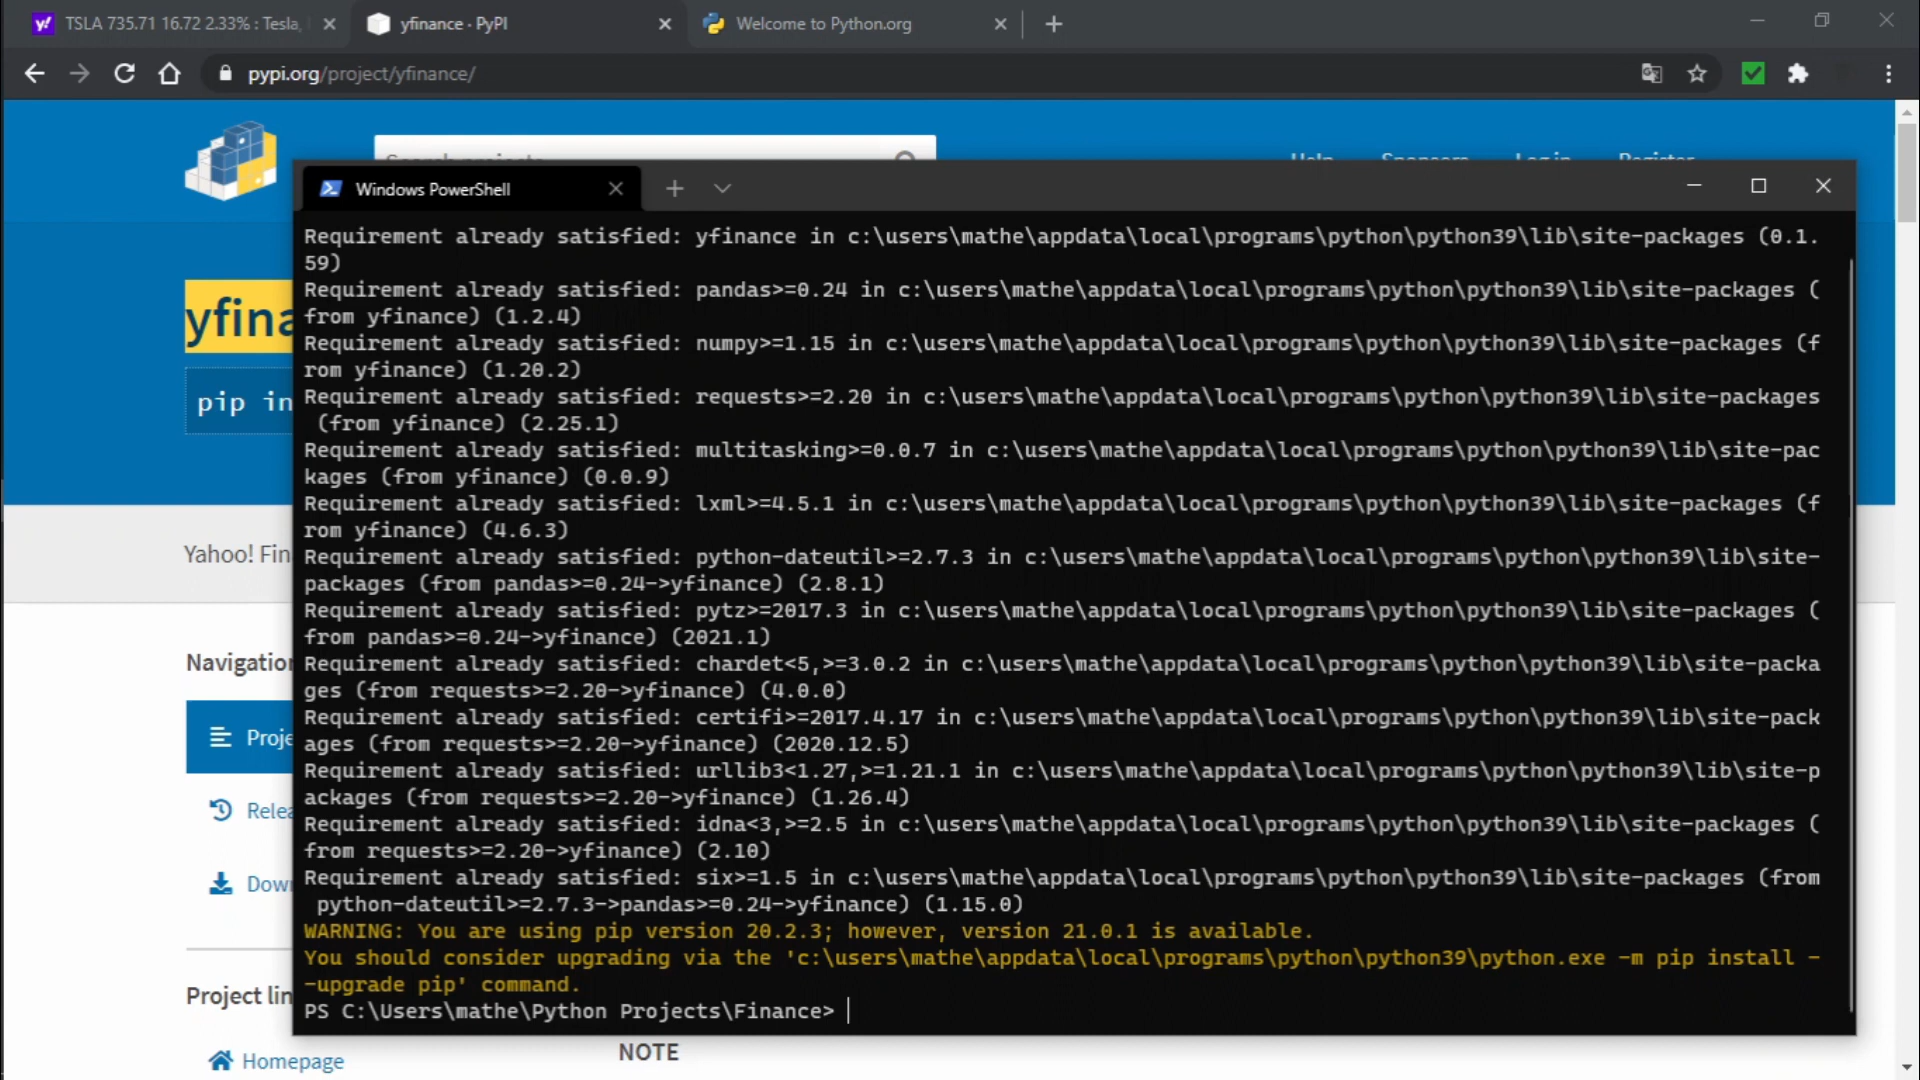 TSLA 735.71 16.72 2.33% : Tesla,
yfinance · PyPI
Welcome to Python.org
pypi.org/project/yfinance/
Windows PowerShell
Requirement already satisfied: yfinance in c:\users\mathe\appdata\local\programs\python\python39\lib\site-packages (0.1.
59)
Requirement already satisfied: pandas>=0.24 in c:\users\mathe\appdata\local\programs\python\python39\lib\site-packages (
from yfinance) (1.2.4)
Requirement already satisfied: numpy>=1.15 in c:\users\mathe\appdata\local\programs\python\python39\lib\site-packages (f
rom yfinance) (1.20.2)
Requirement already satisfied: requests>=2.20 in c:\users\mathe\appdata\local\programs\python\python39\lib\site-packages
(from yfinance) (2.25.1)
Requirement already satisfied: multitasking>=0.0.7 in c:\users\mathe\appdata\local\programs\python\python39\lib\site-pac
kages (from yfinance) (0.0.9)
Requirement already satisfied: lxml>=4.5.1 in c:\users\mathe\appdata\local\programs\python\python39\lib\site-packages (f
rom yfinance) (4.6.3)
Requirement already satisfied: python-dateutil>=2.7.3 in c:\users\mathe\appdata\local\programs\python\python39\lib\site-
packages (from pandas>=0.24->yfinance) (2.8.1)
Requirement already satisfied: pytz>=2017.3 in c:\users\mathe\appdata\local\programs\python\python39\lib\site-packages (
from pandas>=0.24->yfinance) (2021.1)
Requirement already satisfied: chardet<5,>=3.0.2 in c:\users\mathe\appdata\local\programs\python\python39\lib\site-packa
ges (from requests>=2.20->yfinance) (4.0.0)
Requirement already satisfied: certifi>=2017.4.17 in c:\users\mathe\appdata\local\programs\python\python39\lib\site-pack
ages (from requests>=2.20->yfinance) (2020.12.5)
Requirement already satisfied: urllib3<1.27,>=1.21.1 in c:\users\mathe\appdata\local\programs\python\python39\lib\site-p
ackages (from requests>=2.20->yfinance) (1.26.4)
Requirement already satisfied: idna<3,>=2.5 in c:\users\mathe\appdata\local\programs\python\python39\lib\site-packages (
from requests>=2.20->yfinance) (2.10)
Requirement already satisfied: six>=1.5 in c:\users\mathe\appdata\local\programs\python\python39\lib\site-packages (from
python-dateutil>=2.7.3->pandas>=0.24->yfinance) (1.15.0)
WARNING: You are using pip version 20.2.3; however, version 21.0.1 is available.
You should consider upgrading via the 'c:\users\mathe\appdata\local\programs\python\python39\python.exe -m pip install -
-upgrade pip' command.
PS C:\Users\mathe\Python Projects\Finance>
Help Sponsors Log in Register
yfina
pip in
Yahoo! Fin
Navigation
Proje
Relea
Down
Project lin
Homepage
NOTE